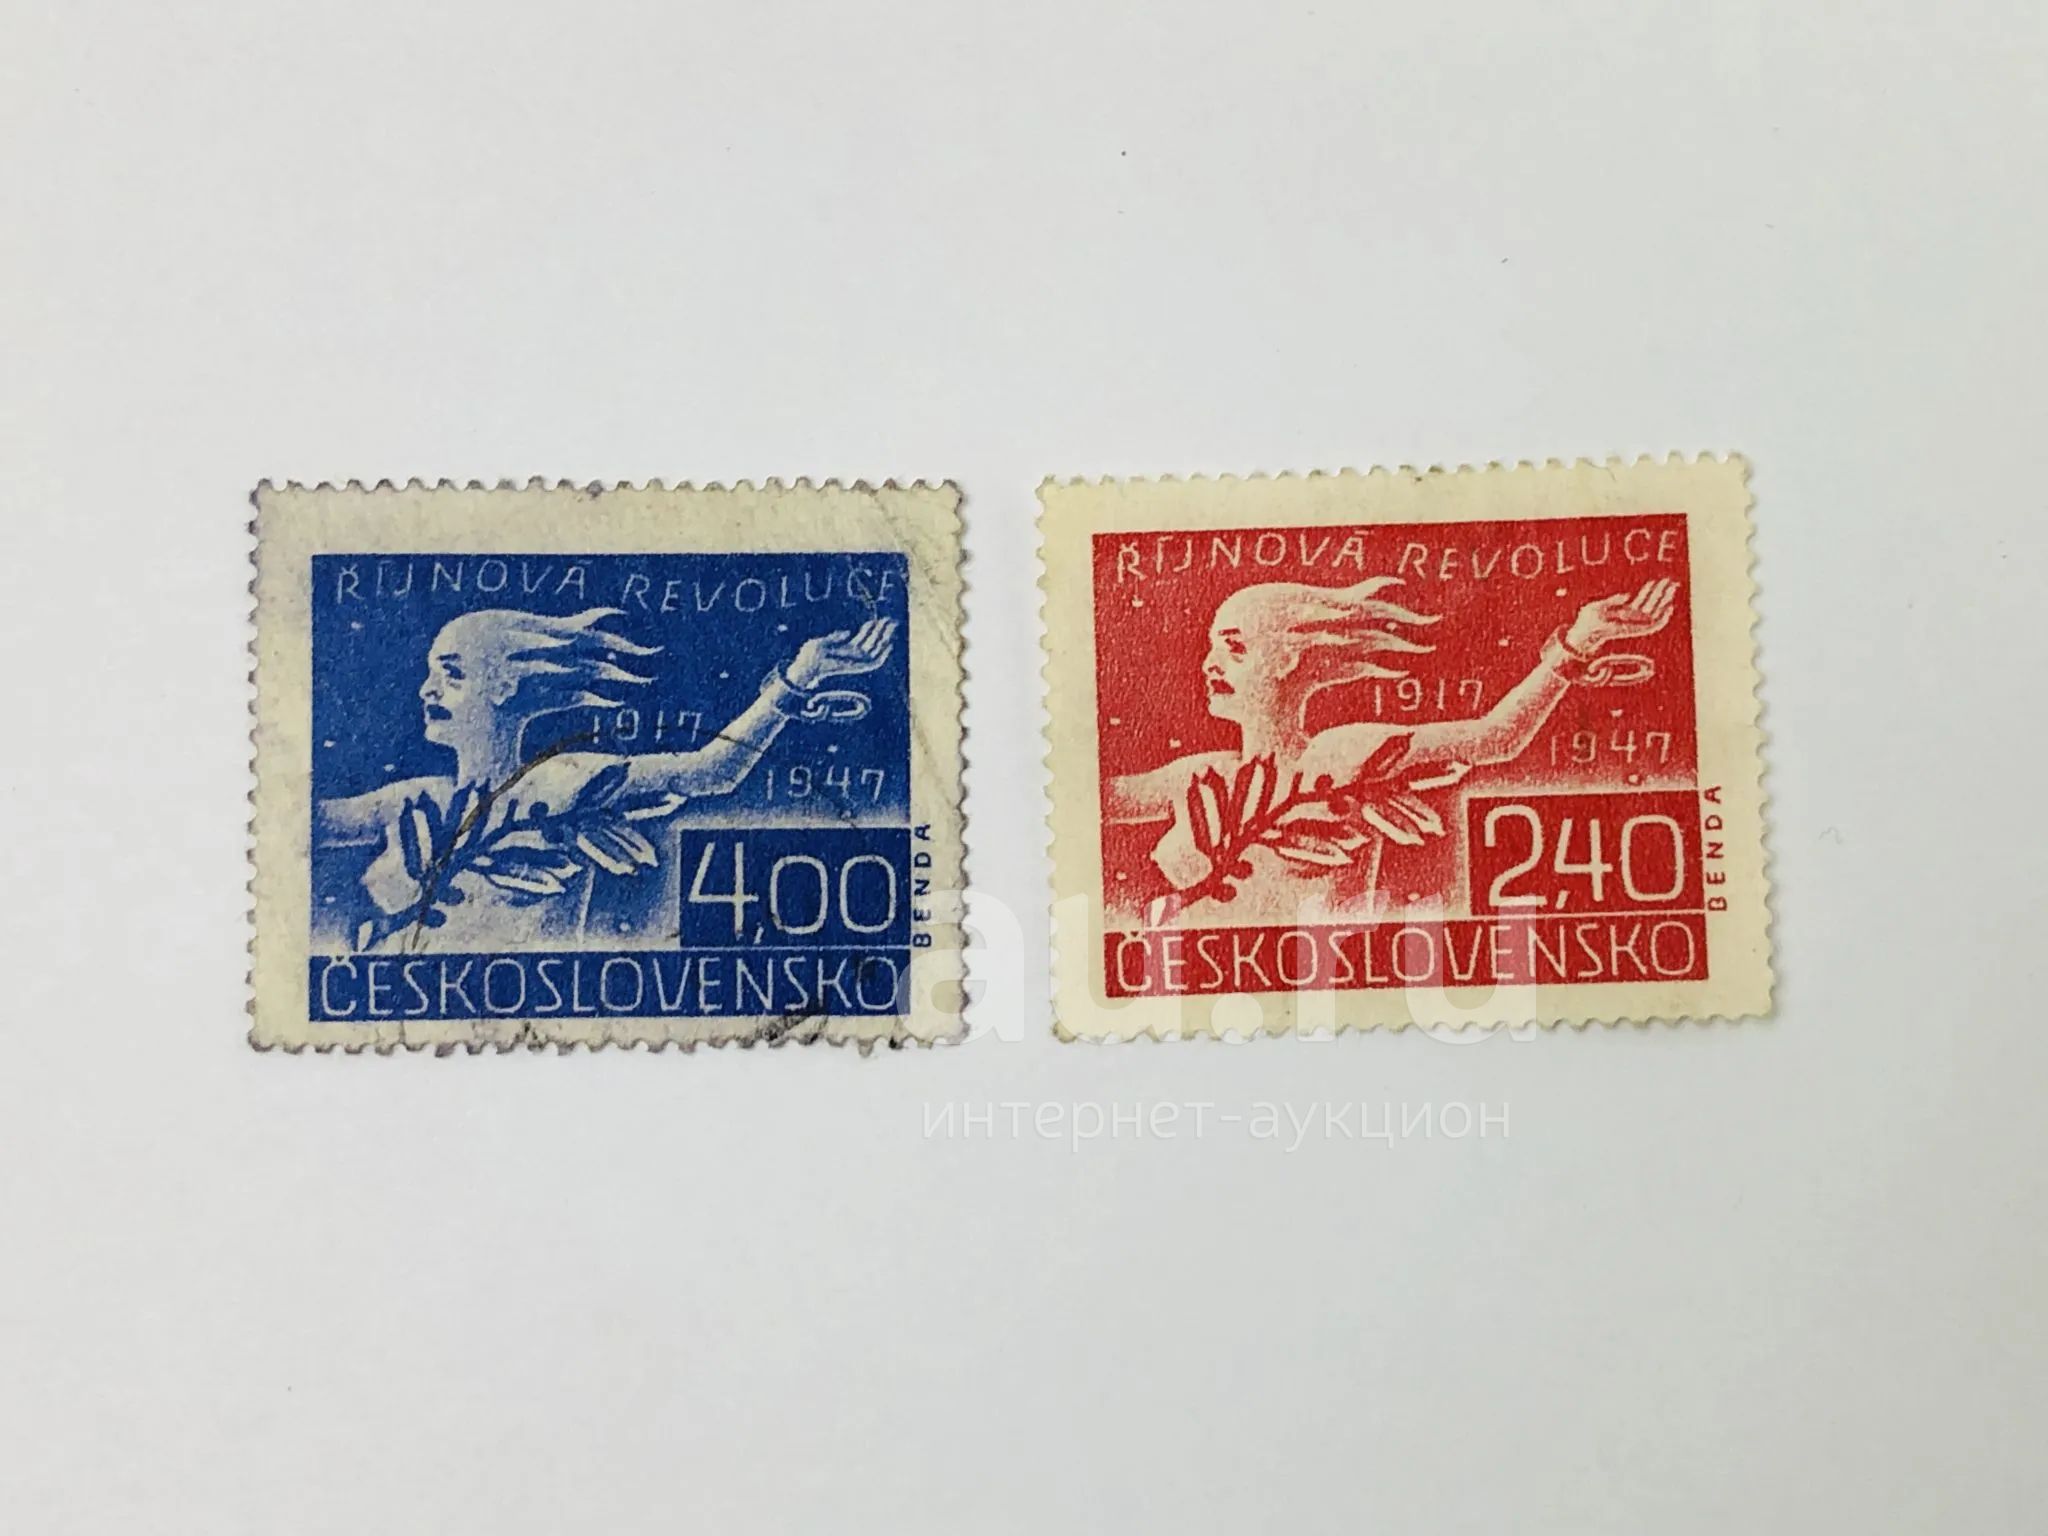 ŘÍJNOVÁ REVOLUCE
1917
1947
4,00
BENDA
ČESKOSLOVENSKO
ŘÍJNOVÁ REVOLUCE
1917
1947
2,40
BENDA
ČESKOSLOVENSKO
au.ru
интернет-аукцион